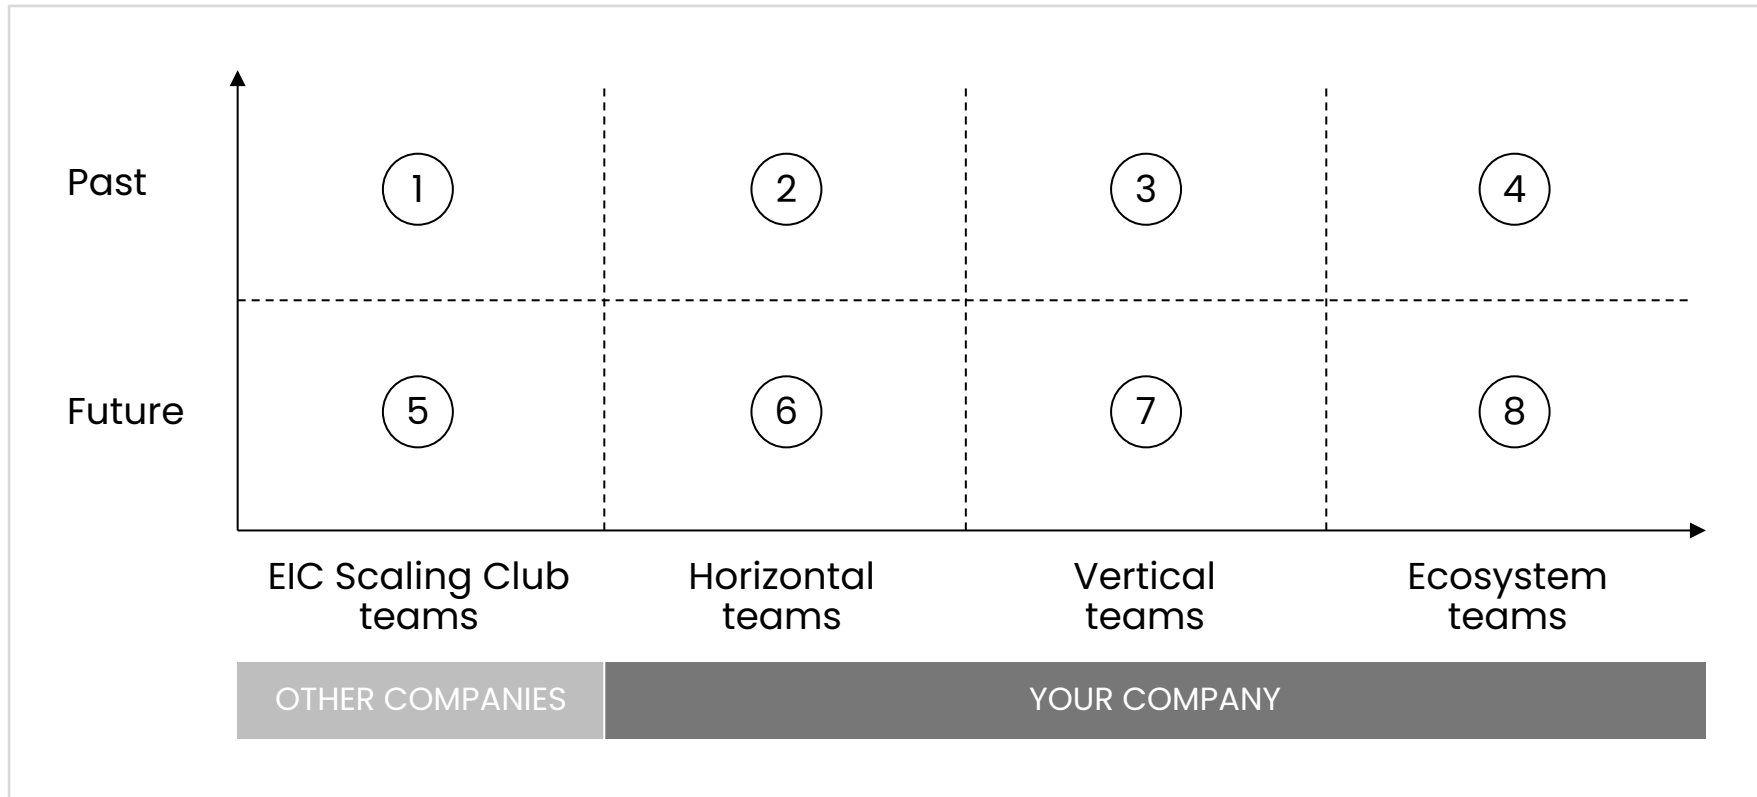 Past
1
2
3
4
Future
5
6
7
8
EIC Scaling Club
teams
Horizontal
teams
Vertical
teams
Ecosystem
teams
OTHER COMPANIES
YOUR COMPANY